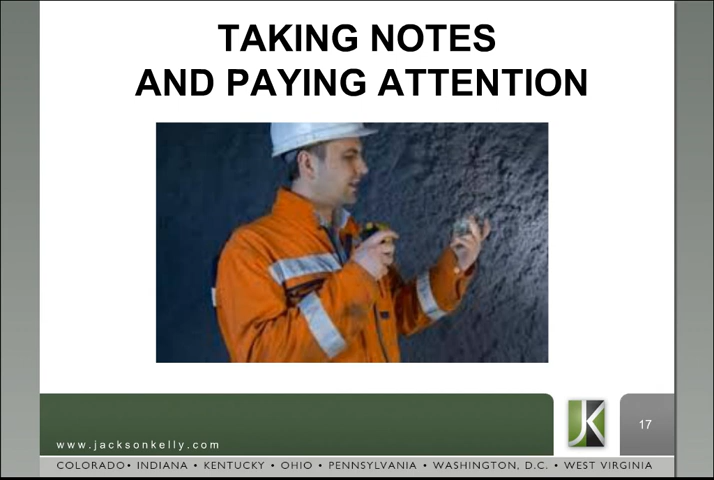 TAKING NOTES
AND PAYING ATTENTION
JK
17
www.jacksonkelly.com
COLORADO • INDIANA • KENTUCKY • OHIO • PENNSYLVANIA • WASHINGTON, D.C. • WEST VIRGINIA